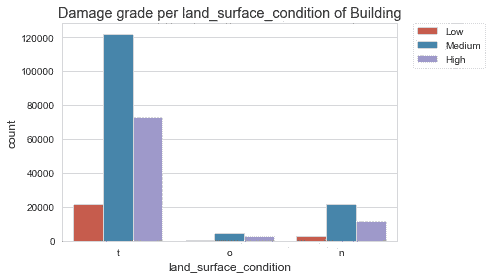 Damage grade per land_surface_condition of Building
Low
Medium
High
120000
100000
80000
60000
40000
20000
0
count
t
o
n
land_surface_condition